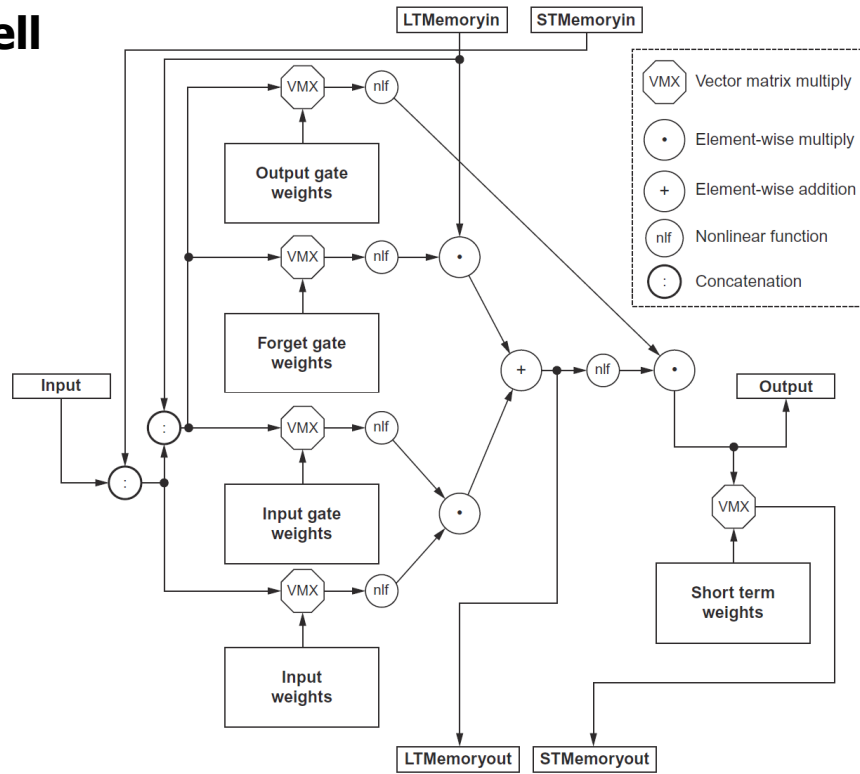 ell
LTMemoryin
STMemoryin
VMX
nlf
Output gate
weights
VMX
Vector matrix multiply
•
Element-wise multiply
+
Element-wise addition
nlf
Nonlinear function
:
Concatenation
VMX
nlf
•
Forget gate
weights
Input
+
nlf
•
Output
:
VMX
nlf
:
Input gate
weights
•
VMX
VMX
nlf
Short term
weights
Input
weights
LTMemoryout
STMemoryout